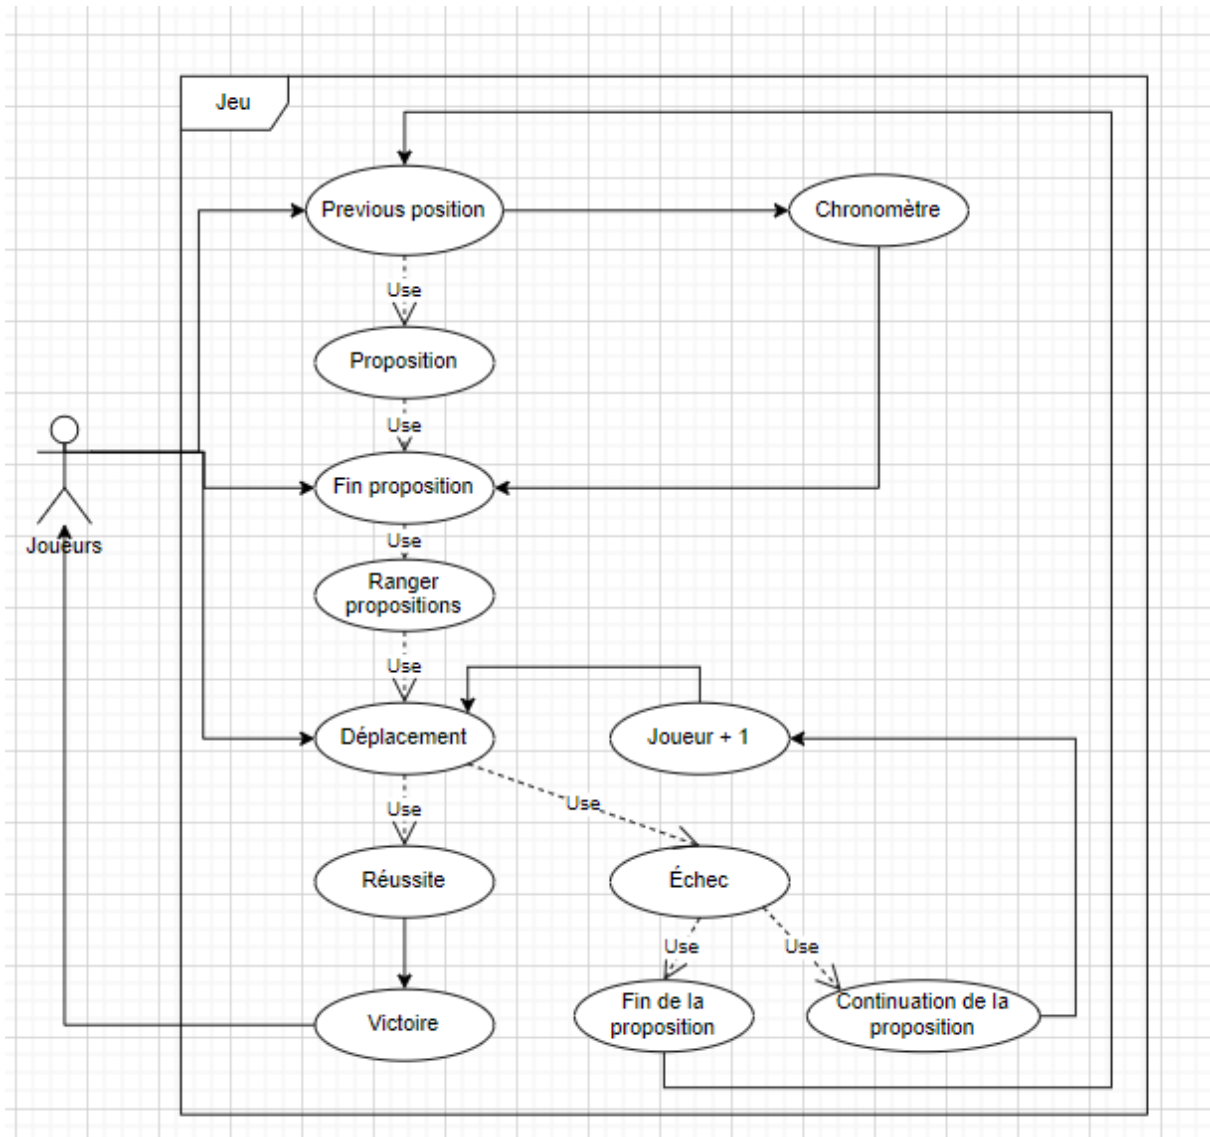 Jeu
Previous position
Chronomètre
Use
Proposition
Use
Fin proposition
Joueurs
Use
Ranger
propositions
Use
Déplacement
Joueur + 1
Use
Use
Réussite
Échec
Use
Use
Victoire
Fin de la
proposition
Continuation de la
proposition